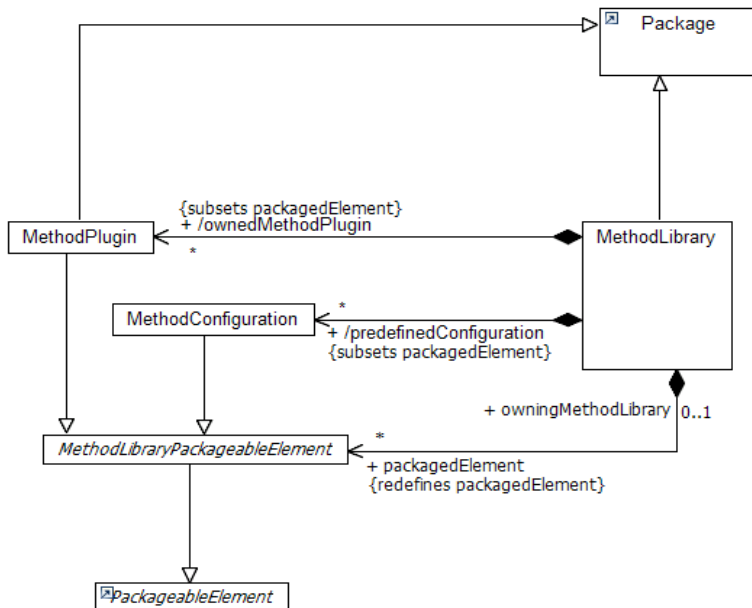 Package
{subsets packagedElement}
+ /ownedMethodPlugin
*
MethodPlugin
MethodLibrary
*
MethodConfiguration
+ /predefinedConfiguration
{subsets packagedElement}
+ owningMethodLibrary
0..1
*
MethodLibraryPackageableElement
+ packagedElement
{redefines packagedElement}
PackageableElement